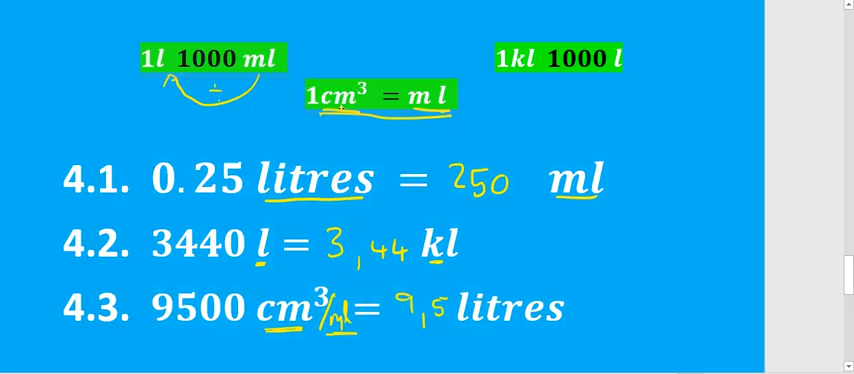 1l 1000 ml
1kl 1000 l
÷
1cm³ = ml
4.1. 0.25 litres = 250 ml
4.2. 3440 l = 3,44 kl
4.3. 9500 cm³/ml = 9,5 litres